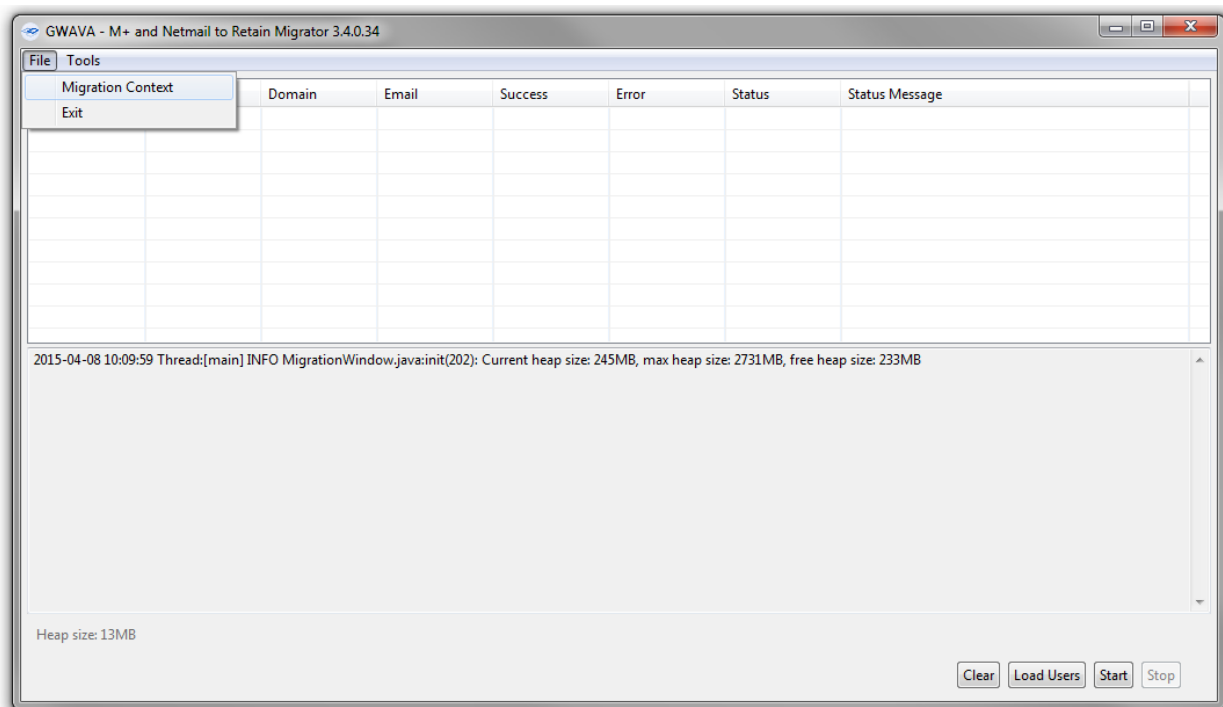 GWAVA - M+ and Netmail to Retain Migrator 3.4.0.34
File Tools
Migration Context
Exit
Domain Email Success Error Status Status Message
2015-04-08 10:09:59 Thread:[main] INFO MigrationWindow.java:init(202): Current heap size: 245MB, max heap size: 2731MB, free heap size: 233MB
Heap size: 13MB
Clear Load Users Start Stop